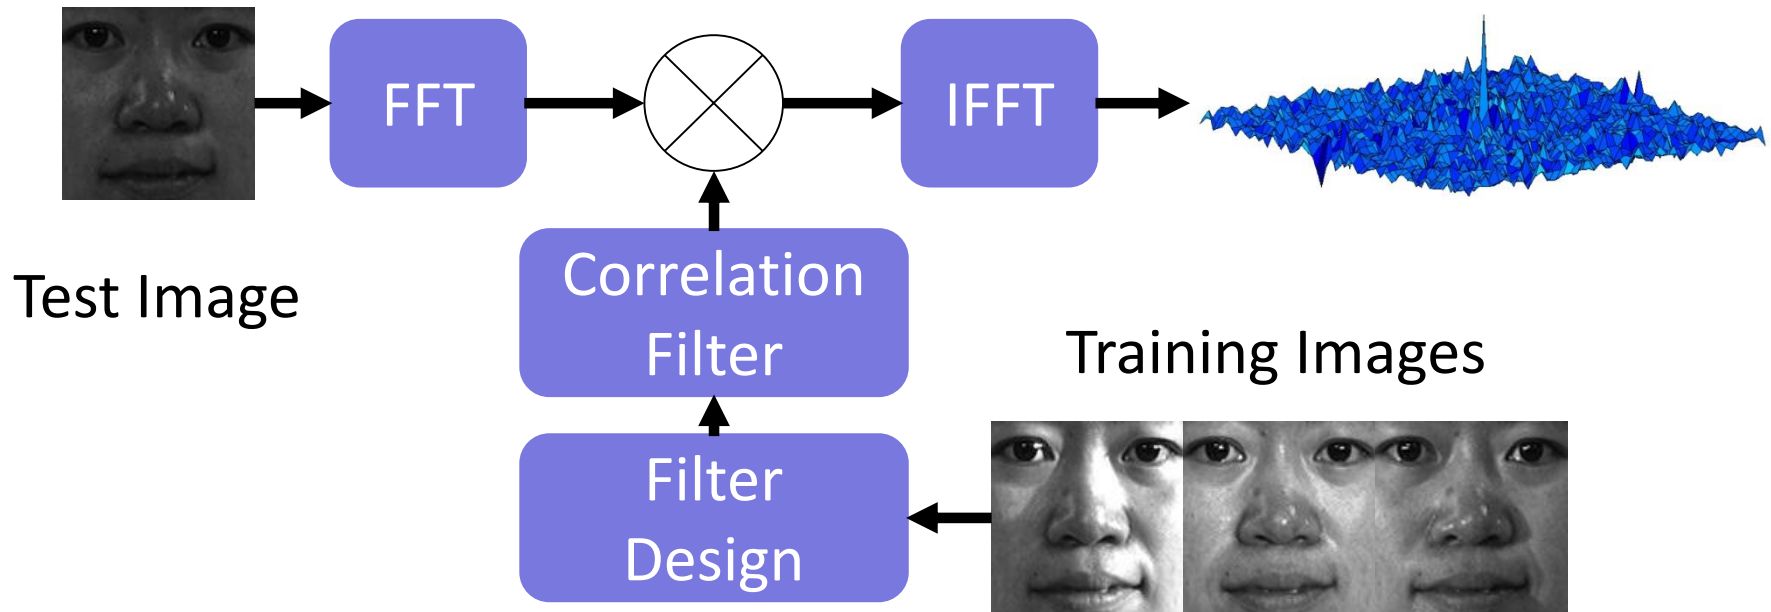 FFT
IFFT
Test Image
Correlation
Filter
Training Images
Filter
Design